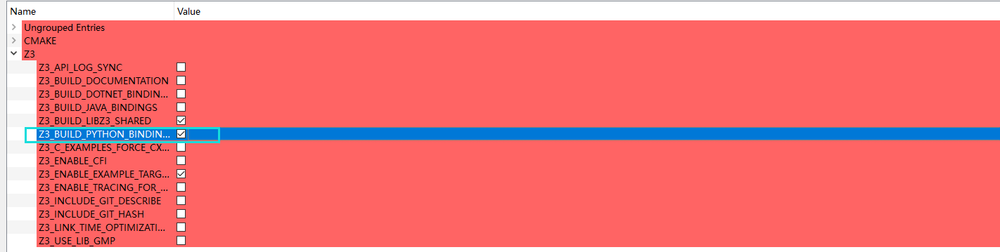 Name Value
Ungrouped Entries
CMAKE
Z3
Z3_API_LOG_SYNC
Z3_BUILD_DOCUMENTATION
Z3_BUILD_DOTNET_BINDIN...
Z3_BUILD_JAVA_BINDINGS
Z3_BUILD_LIBZ3_SHARED
Z3_BUILD_PYTHON_BINDIN...
Z3_C_EXAMPLES_FORCE_CX...
Z3_ENABLE_CFI
Z3_ENABLE_EXAMPLE_TARG...
Z3_ENABLE_TRACING_FOR_...
Z3_INCLUDE_GIT_DESCRIBE
Z3_INCLUDE_GIT_HASH
Z3_LINK_TIME_OPTIMIZATI...
Z3_USE_LIB_GMP